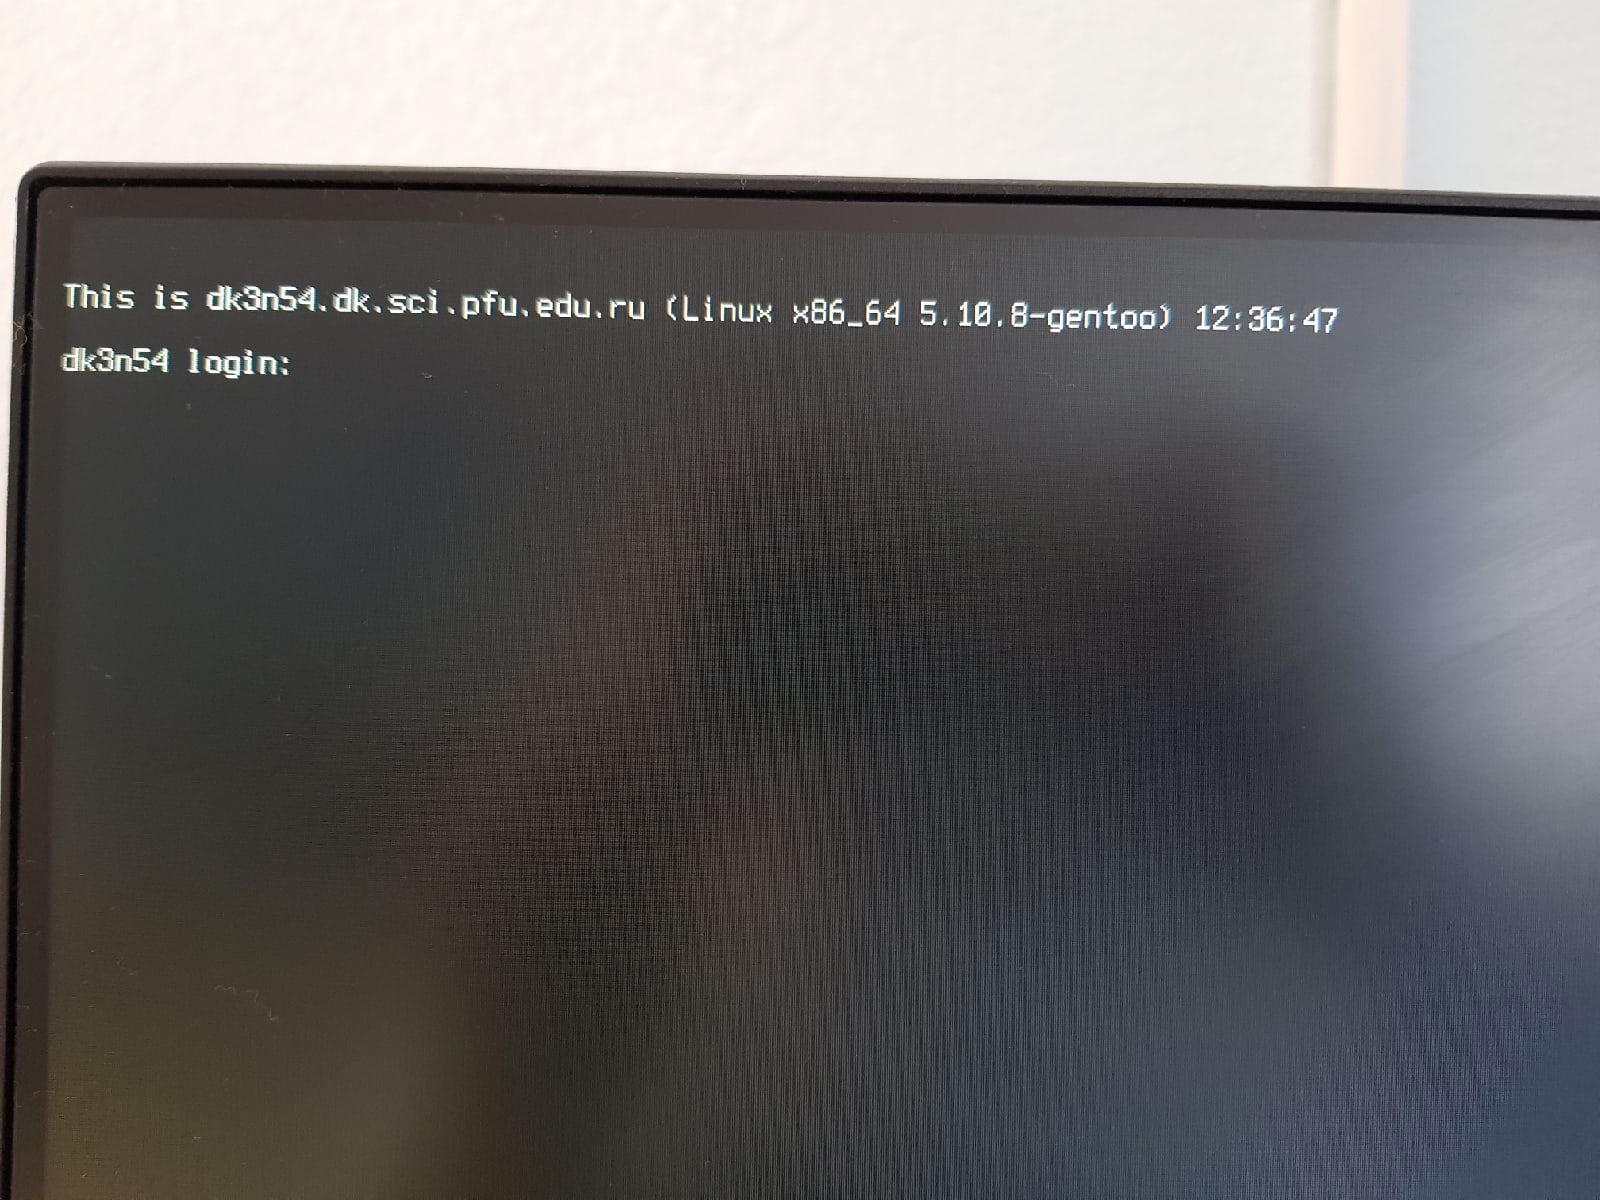 This is dk3n54.dk.sci.pfu.edu.ru (Linux x86_64 5.10.8-gentoo) 12:36:47
dk3n54 login: